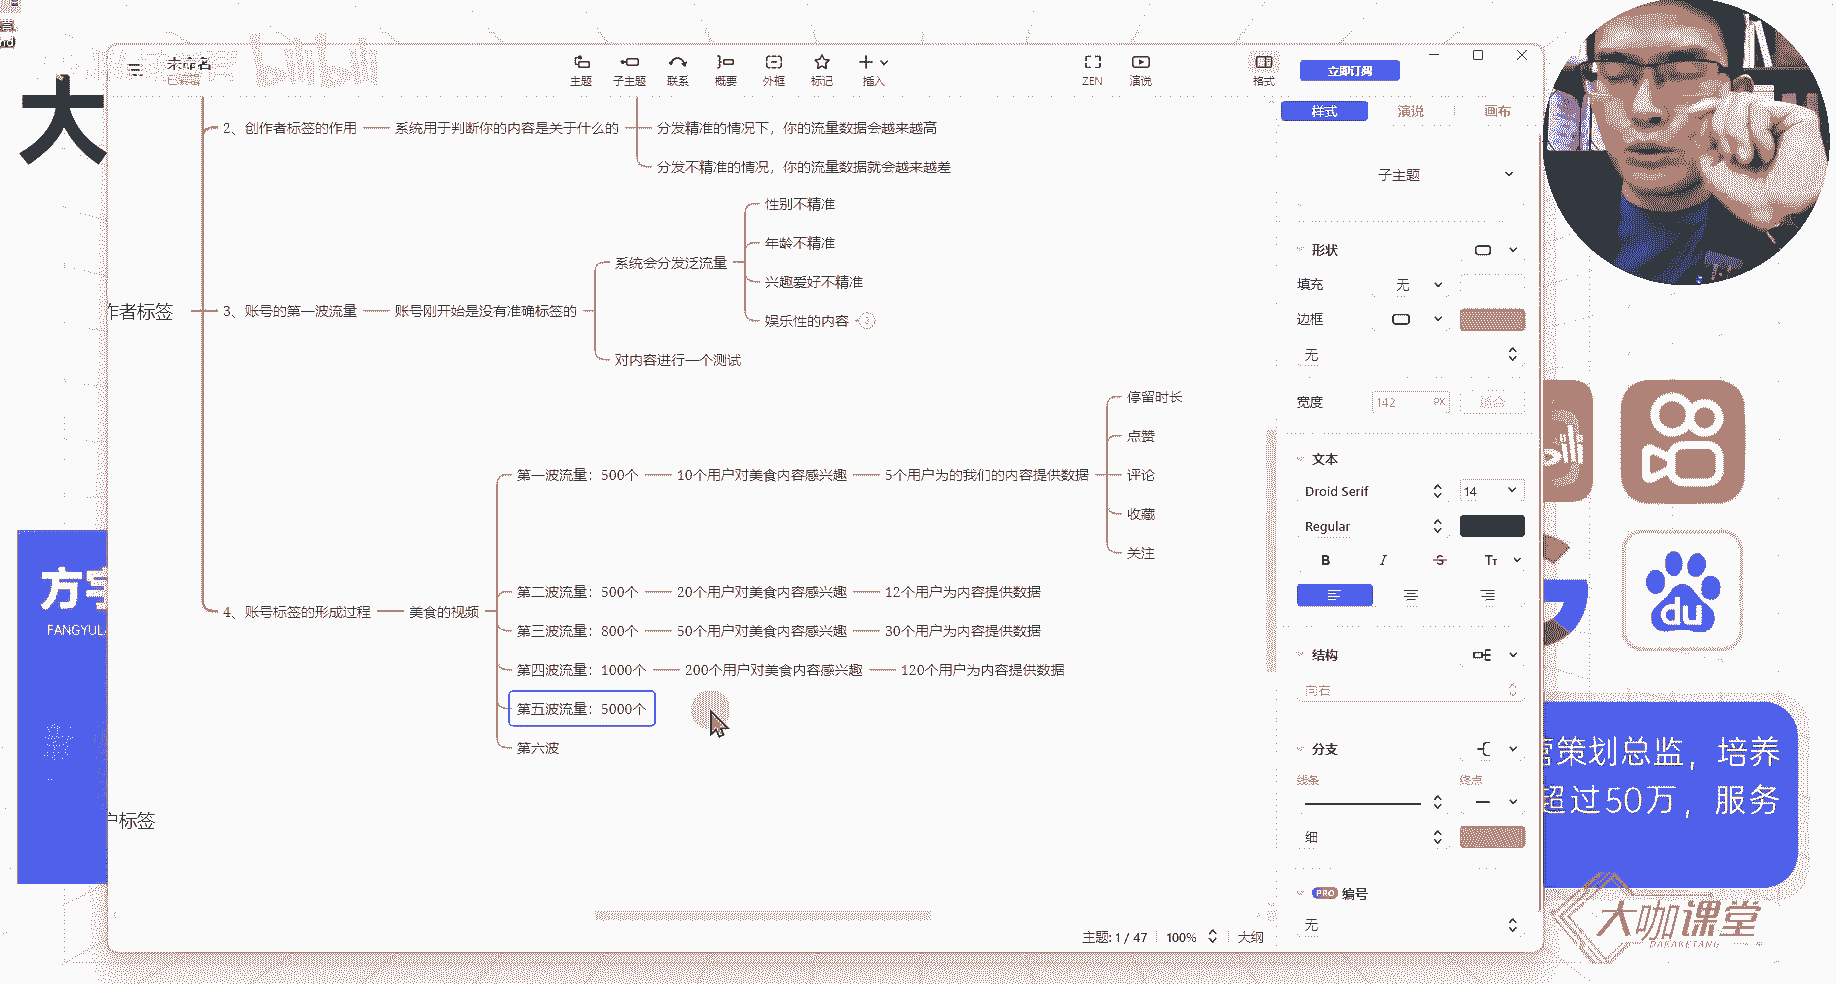 大
未命名
已编辑
bilibili
主题
子主题
联系
概要
外框
标记
插入
ZEN
演说
格式
立即订阅
样式
演说
画布
子主题
形状
填充
无
边框
无
宽度
142
PX
适合
文本
Droid Serif
14
Regular
B
I
S
TT
结构
向右
分支
线条
终点
细
PRO
编号
无
2、创作者标签的作用
系统用于判断你的内容是关于什么的
分发精准的情况下，你的流量数据会越来越高
分发不精准的情况，你的流量数据就会越来越差
作者标签
3、账号的第一波流量
账号刚开始是没有准确标签的
系统会分发泛流量
性别不精准
年龄不精准
兴趣爱好不精准
娱乐性的内容
对内容进行一个测试
4、账号标签的形成过程
美食的视频
第一波流量：500个
10个用户对美食内容感兴趣
5个用户为的我们的内容提供数据
停留时长
点赞
评论
收藏
关注
第二波流量：500个
20个用户对美食内容感兴趣
12个用户为内容提供数据
第三波流量：800个
50个用户对美食内容感兴趣
30个用户为内容提供数据
第四波流量：1000个
200个用户对美食内容感兴趣
120个用户为内容提供数据
第五波流量：5000个
第六波
户标签
主题: 1 / 47
100%
大纲
方宇
FANGYUL
du
营策划总监，培养
超过50万，服务
大咖课堂
DAKAKETANG